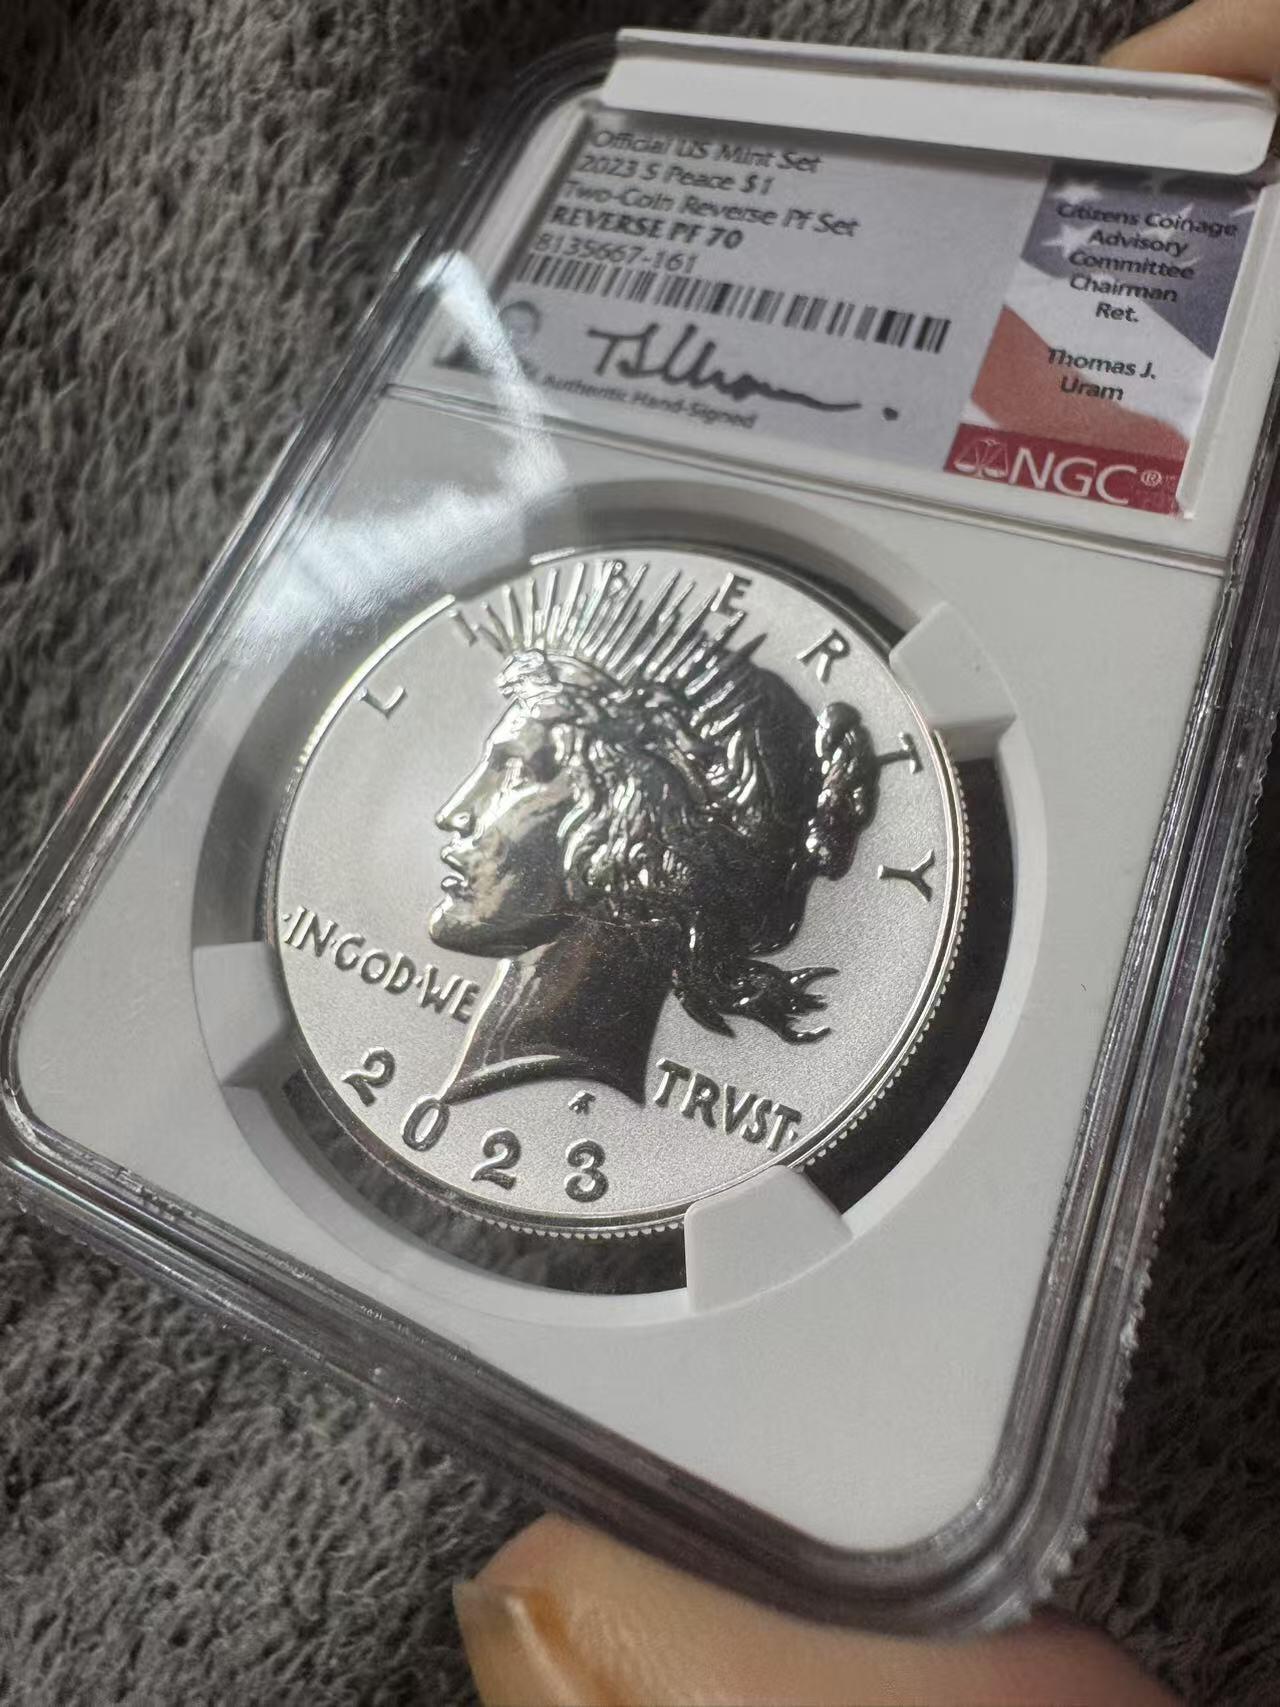 Official US Mint Set
2023 S Peace $1
Two-Coin Reverse Pf Set
REVERSE PF 70
8135667-161
Authentic Hand-Signed
Citizens Coinage
Advisory
Committee
Chairman
Ret.
Thomas J.
Uram
NGC®
LIBERTY
·IN·GOD·WE
TRVST·
2023